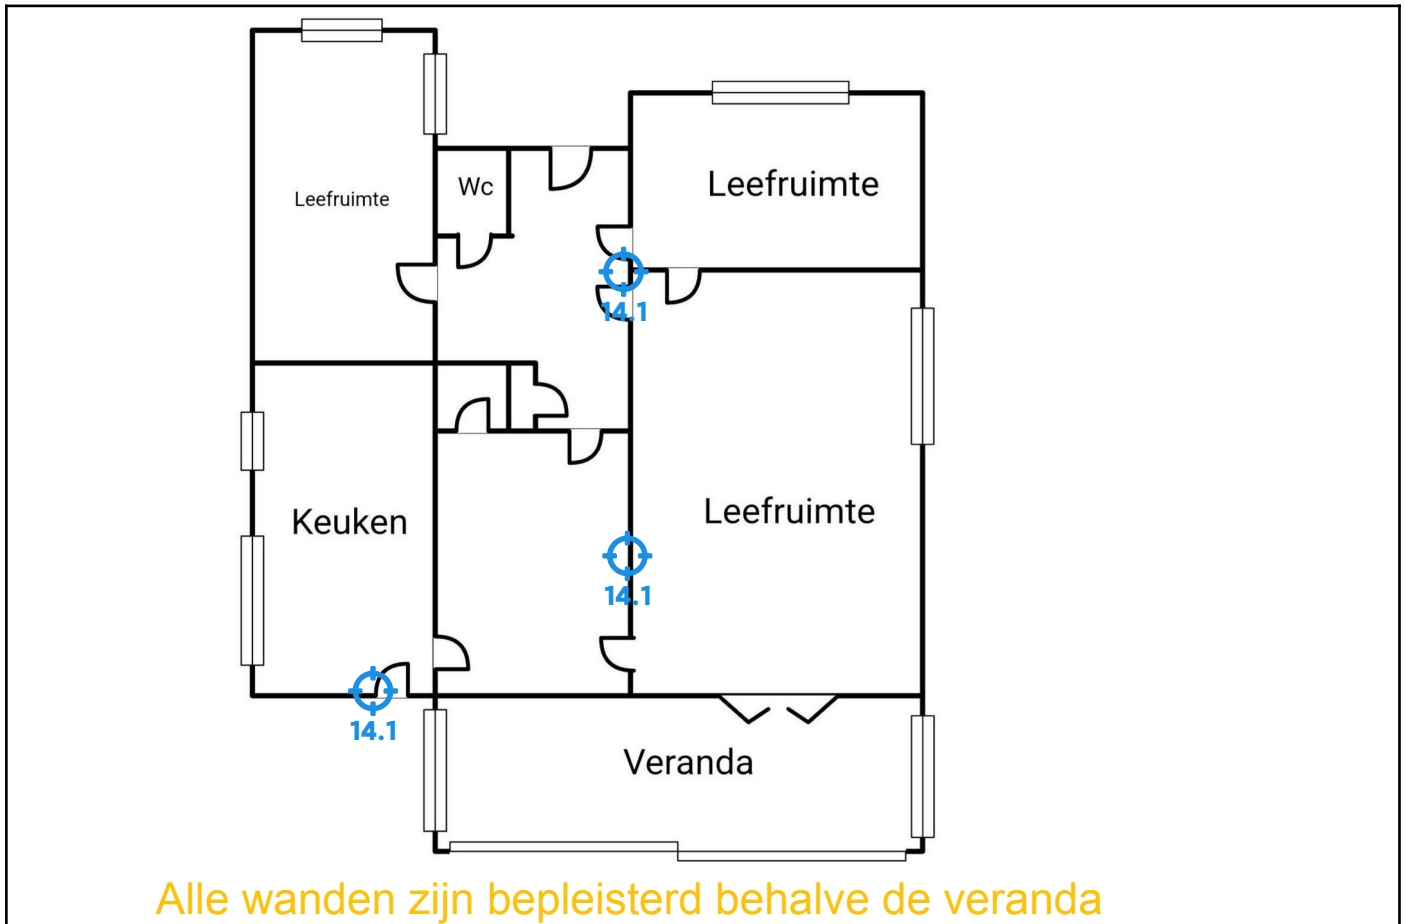 Wc
Leefruimte
Leefruimte
14.1
Leefruimte
Keuken
14.1
14.1
Veranda
Alle wanden zijn bepleisterd behalve de veranda